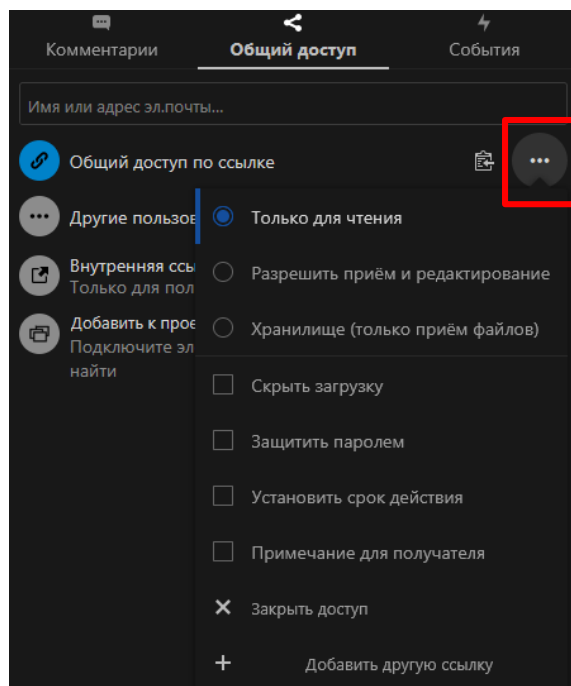 Комментарии
Общий доступ
События
Имя или адрес эл.почты...
Общий доступ по ссылке
Другие пользов
Только для чтения
Внутренняя ссы
Только для пол
Разрешить приём и редактирование
Добавить к прое
Подключите эл
найти
Хранилище (только приём файлов)
Скрыть загрузку
Защитить паролем
Установить срок действия
Примечание для получателя
Закрыть доступ
Добавить другую ссылку